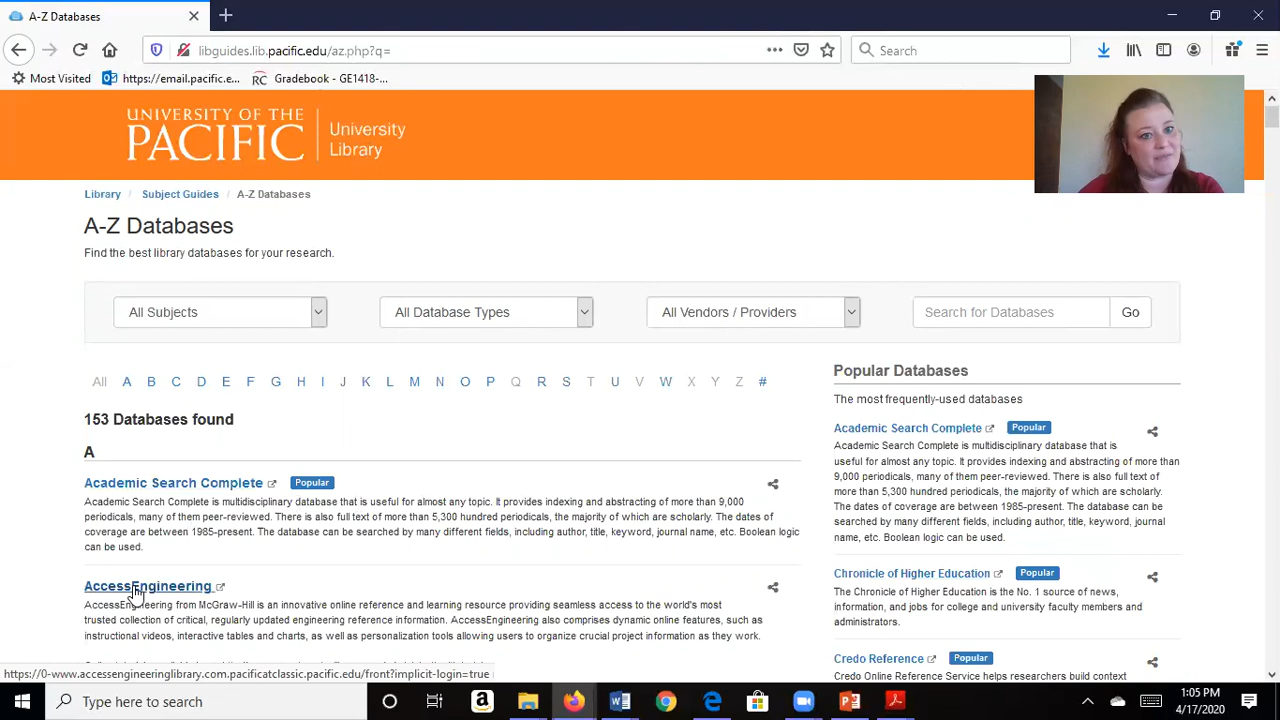 A-Z Databases
libguides.lib.pacific.edu/az.php?q=
Search
Most Visited
https://email.pacific.e...
Gradebook - GE1418-...
UNIVERSITY OF THE
PACIFIC
University
Library
Library / Subject Guides / A-Z Databases
A-Z Databases
Find the best library databases for your research.
All Subjects
All Database Types
All Vendors / Providers
Search for Databases
Go
All A B C D E F G H I J K L M N O P Q R S T U V W X Y Z #
153 Databases found
A
Academic Search Complete Popular
Academic Search Complete is multidisciplinary database that is useful for almost any topic. It provides indexing and abstracting of more than 9,000
periodicals, many of them peer-reviewed. There is also full text of more than 5,300 hundred periodicals, the majority of which are scholarly. The dates of
coverage are between 1985-present. The database can be searched by many different fields, including author, title, keyword, journal name, etc. Boolean logic
can be used.
AccessEngineering
AccessEngineering from McGraw-Hill is an innovative online reference and learning resource providing seamless access to the world's most
trusted collection of critical, regularly updated engineering reference information. AccessEngineering also comprises dynamic online features, such as
instructional videos, interactive tables and charts, as well as personalization tools allowing users to organize crucial project information as they work.
Popular Databases
The most frequently-used databases
Academic Search Complete Popular
Academic Search Complete is multidisciplinary database that is
useful for almost any topic. It provides indexing and abstracting of more than
9,000 periodicals, many of them peer-reviewed. There is also full text of
more than 5,300 hundred periodicals, the majority of which are scholarly.
The dates of coverage are between 1985-present. The database can be
searched by many different fields, including author, title, keyword, journal
name, etc. Boolean logic can be used.
Chronicle of Higher Education Popular
The Chronicle of Higher Education is the No. 1 source of news,
information, and jobs for college and university faculty members and
administrators.
Credo Reference Popular
Credo Online Reference Service helps researchers build context
https://0-www.accessengineeringlibrary.com.pacificatclassic.pacific.edu/front?implicit-login=true
Type here to search
1:05 PM
4/17/2020